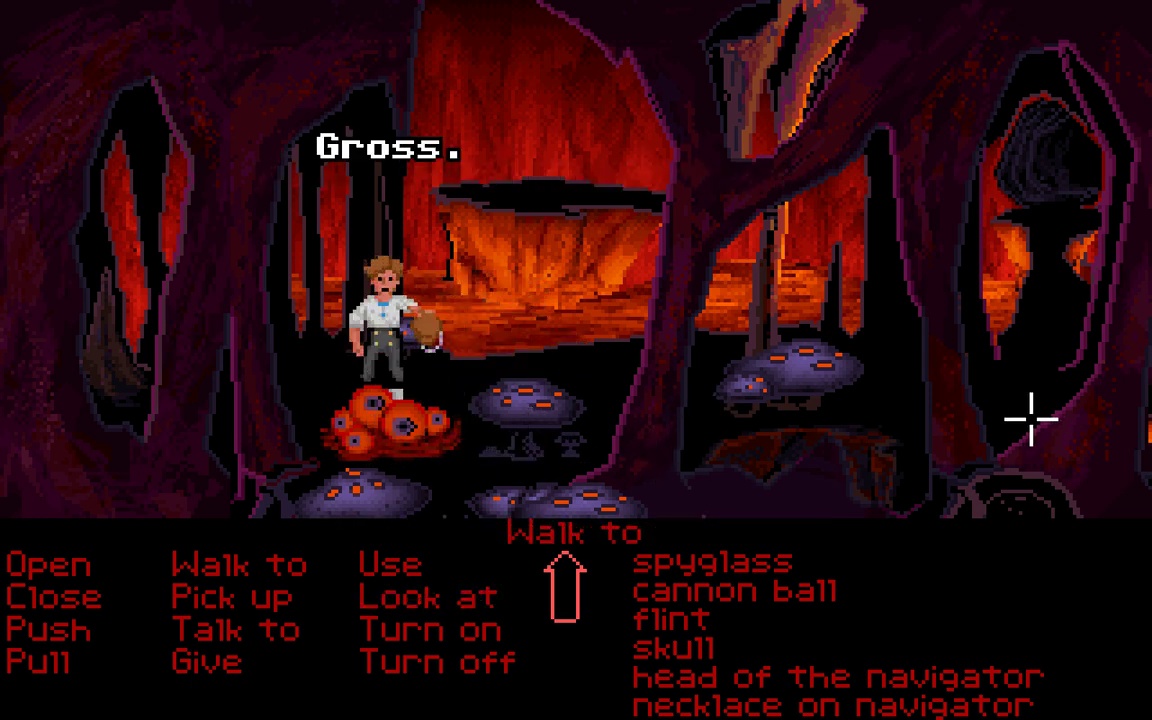 Gross.
Walk to
Open Walk to Use
Close Pick up Look at
Push Talk to Turn on
Pull Give Turn off
spyglass
cannon ball
flint
skull
head of the navigator
necklace on navigator